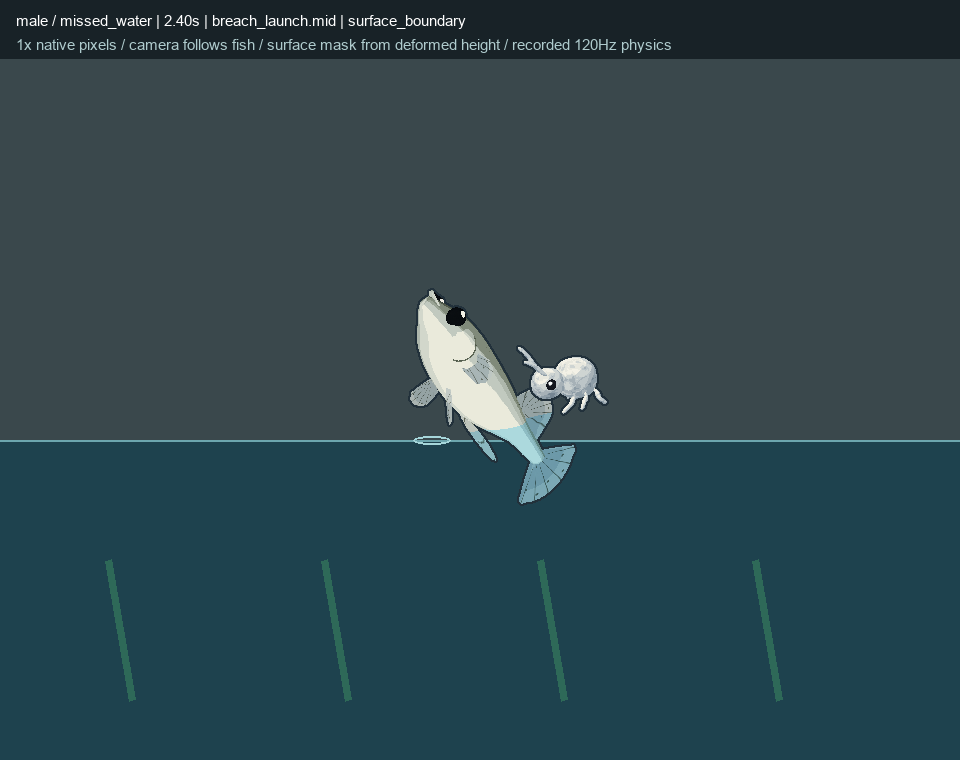 male / missed_water | 2.40s | breach_launch.mid | surface_boundary
1x native pixels / camera follows fish / surface mask from deformed height / recorded 120Hz physics